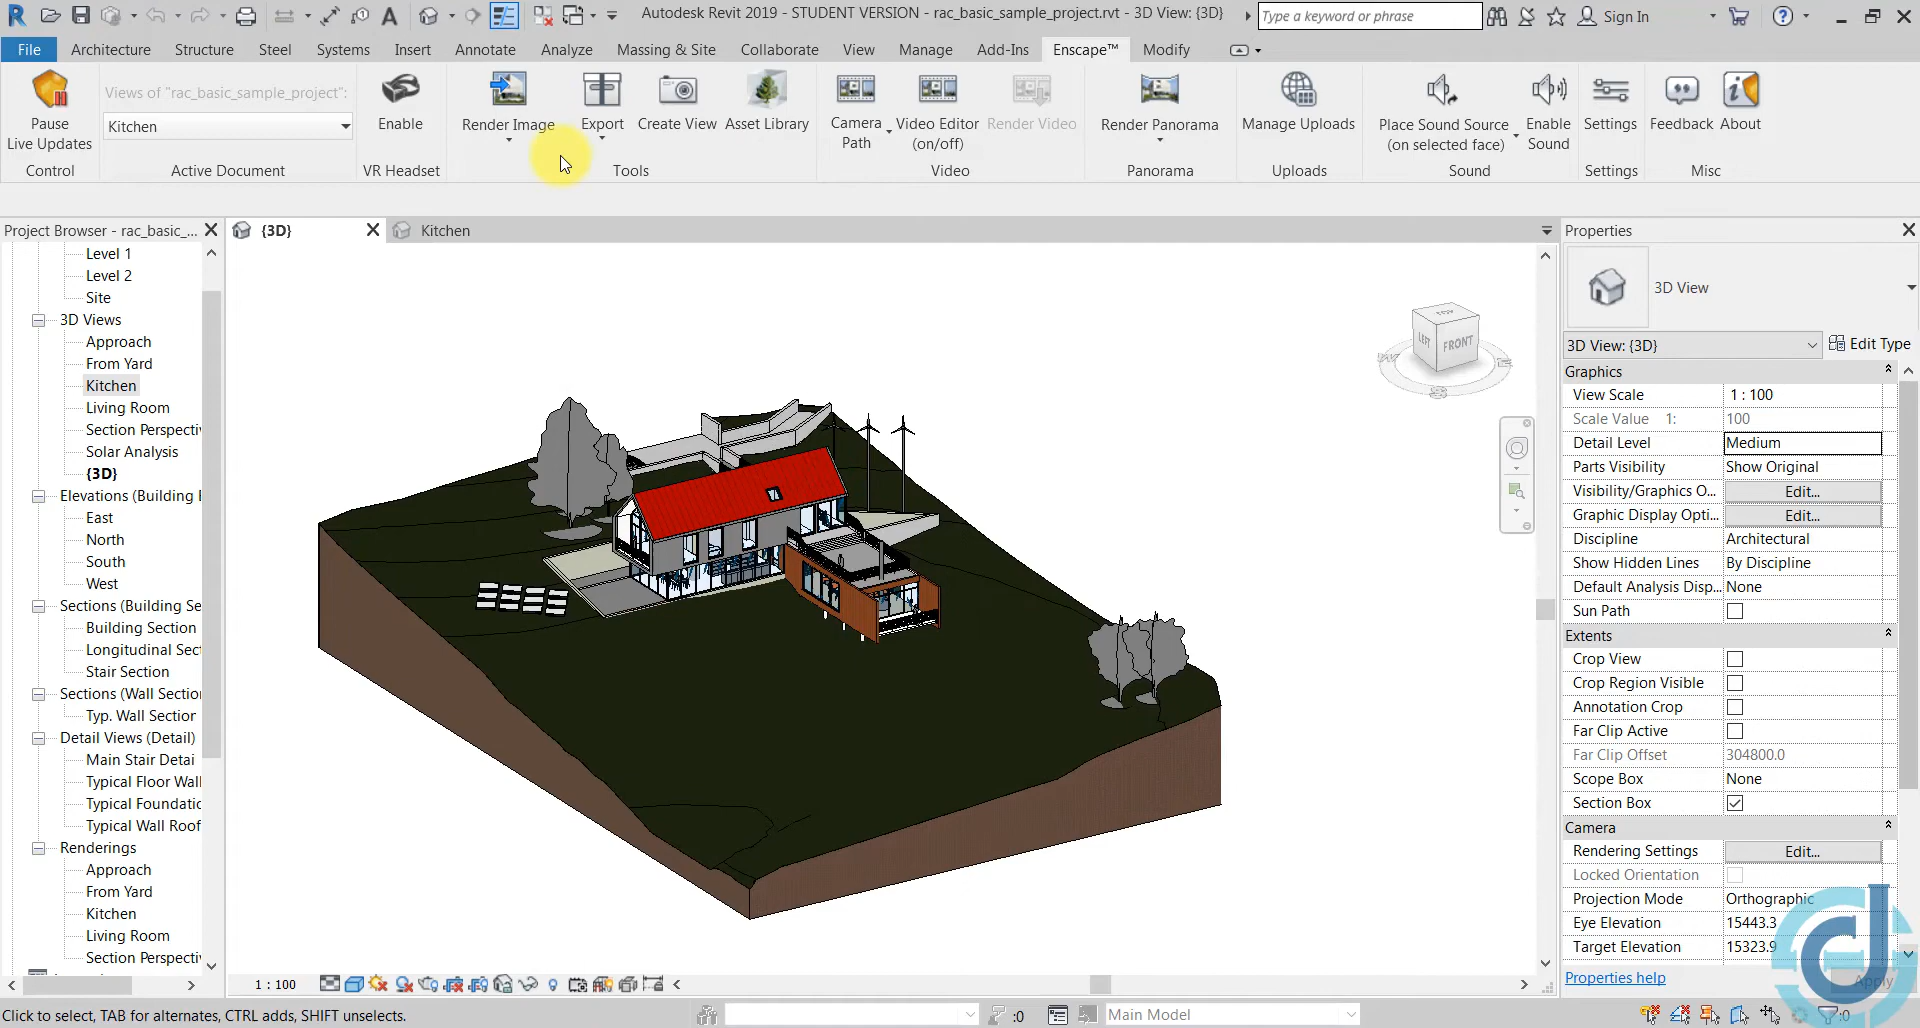 Autodesk Revit 2019 - STUDENT VERSION - rac_basic_sample_project.rvt - 3D View: {3D}
Type a keyword or phrase
Sign In
File Architecture Structure Steel Systems Insert Annotate Analyze Massing & Site Collaborate View Manage Add-Ins Enscape™ Modify
Pause
Live Updates
Control
Views of "rac_basic_sample_project":
Kitchen
Active Document
Enable
VR Headset
Render Image
Export
Create View
Asset Library
Tools
Camera
Path
Video Editor
(on/off)
Render Video
Video
Render Panorama
Panorama
Manage Uploads
Uploads
Place Sound Source
(on selected face)
Enable
Sound
Sound
Settings
Settings
Feedback
About
Misc
Project Browser - rac_basic_...
Level 1
Level 2
Site
3D Views
Approach
From Yard
Kitchen
Living Room
Section Perspecti
Solar Analysis
{3D}
Elevations (Building
East
North
South
West
Sections (Building Se
Building Section
Longitudinal Sec
Stair Section
Sections (Wall Sectio
Typ. Wall Section
Detail Views (Detail)
Main Stair Detai
Typical Floor Wal
Typical Foundatio
Typical Wall Roof
Renderings
Approach
From Yard
Kitchen
Living Room
Section Perspecti
{3D}
Kitchen
TOP
LEFT
FRONT
Properties
3D View
3D View: {3D}
Edit Type
Graphics
View Scale 1 : 100
Scale Value 1: 100
Detail Level Medium
Parts Visibility Show Original
Visibility/Graphics O... Edit...
Graphic Display Opti... Edit...
Discipline Architectural
Show Hidden Lines By Discipline
Default Analysis Disp... None
Sun Path
Extents
Crop View
Crop Region Visible
Annotation Crop
Far Clip Active
Far Clip Offset 304800.0
Scope Box None
Section Box
Camera
Rendering Settings Edit...
Locked Orientation
Projection Mode Orthographic
Eye Elevation 15443.3
Target Elevation 15323.9
Properties help
Apply
1 : 100
Click to select, TAB for alternates, CTRL adds, SHIFT unselects.
:0
Main Model
:0